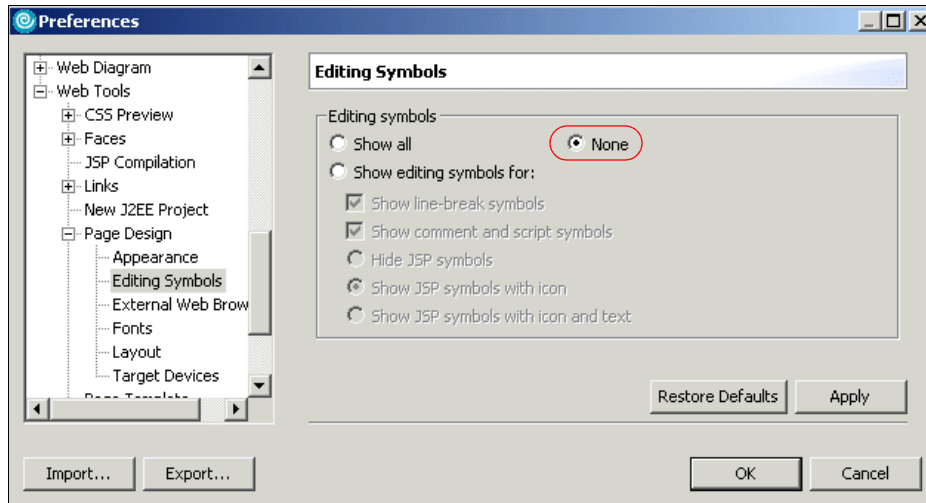 Preferences
Web Diagram
Web Tools
CSS Preview
Faces
JSP Compilation
Links
New J2EE Project
Page Design
Appearance
Editing Symbols
External Web Brow
Fonts
Layout
Target Devices
Page Template
Editing Symbols
Editing symbols
Show all None
Show editing symbols for:
Show line-break symbols
Show comment and script symbols
Hide JSP symbols
Show JSP symbols with icon
Show JSP symbols with icon and text
Restore Defaults Apply
Import... Export... OK Cancel